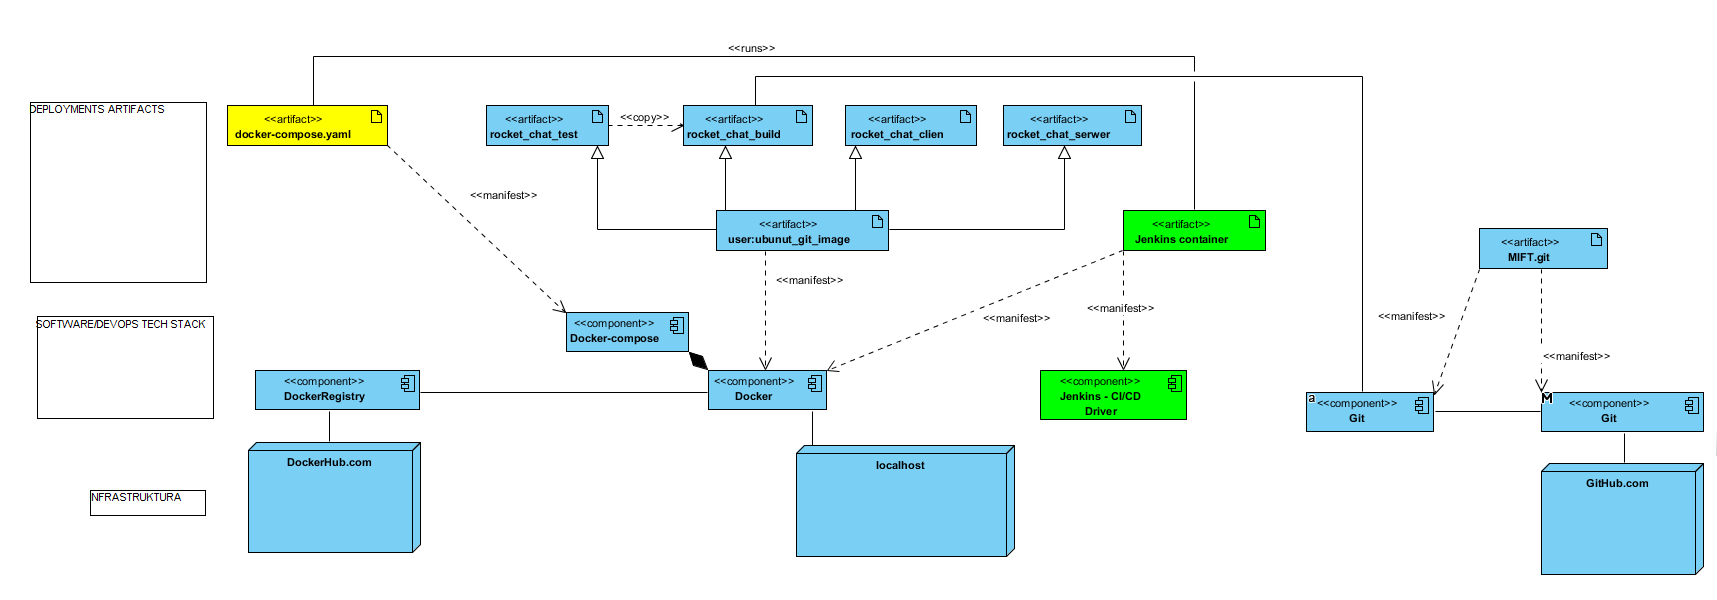 <<runs>>
DEPLOYMENTS ARTIFACTS
<<artifact>>
docker-compose.yaml
<<artifact>>
rocket_chat_test
<<copy>>
<<artifact>>
rocket_chat_build
<<artifact>>
rocket_chat_clien
<<artifact>>
rocket_chat_serwer
<<manifest>>
<<artifact>>
user:ubunut_git_image
<<artifact>>
Jenkins container
<<artifact>>
MIFT.git
<<manifest>>
<<manifest>>
<<manifest>>
<<manifest>>
<<manifest>>
SOFTWARE/DEVOPS TECH STACK
<<component>>
Docker-compose
<<component>>
DockerRegistry
<<component>>
Docker
<<component>>
Jenkins - CI/CD
Driver
a
<<component>>
Git
M
<<component>>
Git
DockerHub.com
localhost
GitHub.com
NFRASTRUKTURA